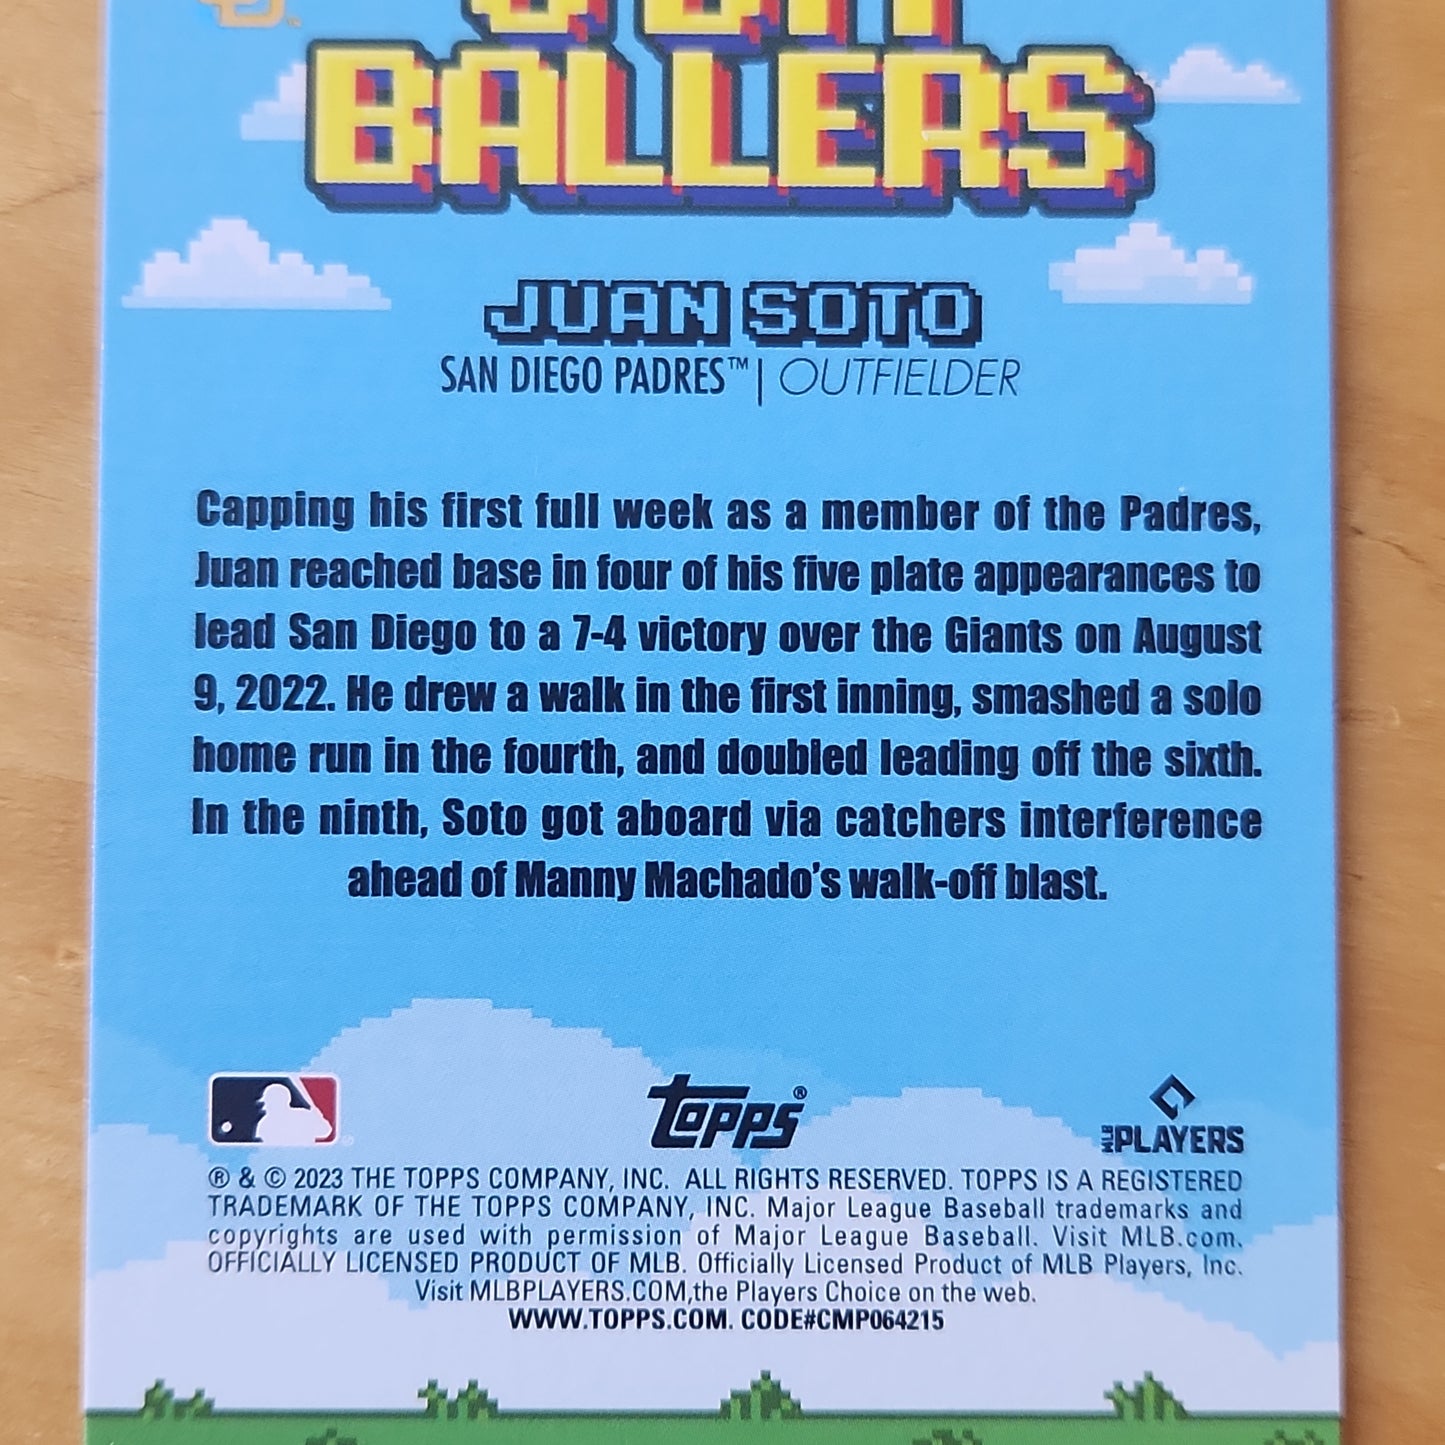 8 BIT
BALLERS
JUAN SOTO
SAN DIEGO PADRES™ | OUTFIELDER
Capping his first full week as a member of the Padres,
Juan reached base in four of his five plate appearances to
lead San Diego to a 7-4 victory over the Giants on August
9, 2022. He drew a walk in the first inning, smashed a solo
home run in the fourth, and doubled leading off the sixth.
In the ninth, Soto got aboard via catchers interference
ahead of Manny Machado's walk-off blast.
topps®
MLB PLAYERS
® & © 2023 THE TOPPS COMPANY, INC. ALL RIGHTS RESERVED. TOPPS IS A REGISTERED
TRADEMARK OF THE TOPPS COMPANY, INC. Major League Baseball trademarks and
copyrights are used with permission of Major League Baseball. Visit MLB.com.
OFFICIALLY LICENSED PRODUCT OF MLB. Officially Licensed Product of MLB Players, Inc.
Visit MLBPLAYERS.COM,the Players Choice on the web.
WWW.TOPPS.COM. CODE#CMP064215